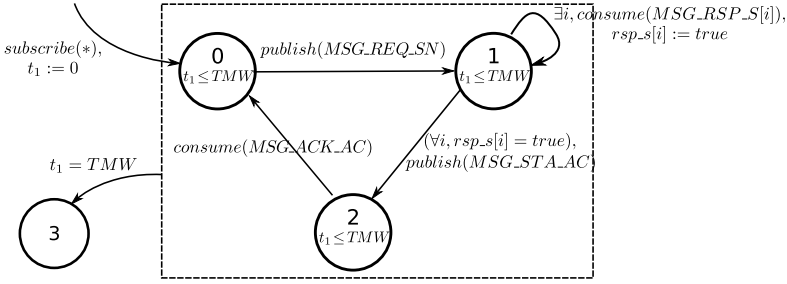 ∃i, consume(MSG_RSP_S[i]),
rsp_s[i] := true
subscribe(∗),
t₁ := 0
0
t₁≤TMW
publish(MSG_REQ_SN)
1
t₁≤TMW
consume(MSG_ACK_AC)
(∀i, rsp_s[i] = true),
publish(MSG_STA_AC)
t₁ = TMW
2
t₁≤TMW
3